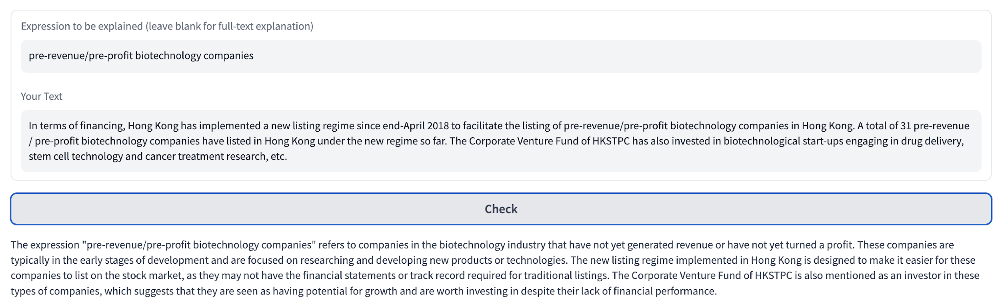 Expression to be explained (leave blank for full-text explanation)
pre-revenue/pre-profit biotechnology companies
Your Text
In terms of financing, Hong Kong has implemented a new listing regime since end-April 2018 to facilitate the listing of pre-revenue/pre-profit biotechnology companies in Hong Kong. A total of 31 pre-revenue
/ pre-profit biotechnology companies have listed in Hong Kong under the new regime so far. The Corporate Venture Fund of HKSTPC has also invested in biotechnological start-ups engaging in drug delivery,
stem cell technology and cancer treatment research, etc.
Check
The expression "pre-revenue/pre-profit biotechnology companies" refers to companies in the biotechnology industry that have not yet generated revenue or have not yet turned a profit. These companies are
typically in the early stages of development and are focused on researching and developing new products or technologies. The new listing regime implemented in Hong Kong is designed to make it easier for these
companies to list on the stock market, as they may not have the financial statements or track record required for traditional listings. The Corporate Venture Fund of HKSTPC is also mentioned as an investor in these
types of companies, which suggests that they are seen as having potential for growth and are worth investing in despite their lack of financial performance.